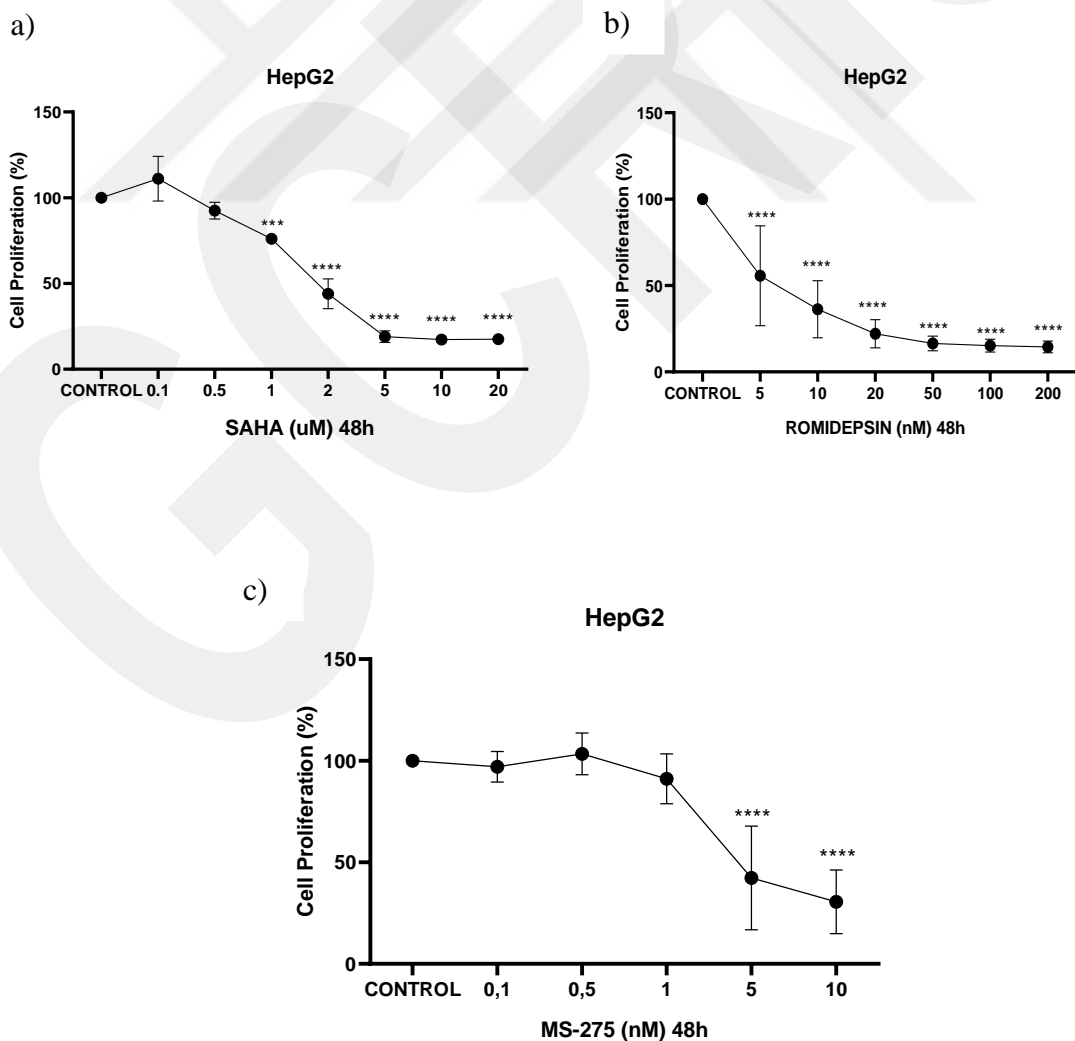 a)
HepG2
Cell Proliferation (%)
150
100
50
0
***
****
****
****
****
CONTROL 0.1 0.5 1 2 5 10 20
SAHA (uM) 48h
b)
HepG2
Cell Proliferation (%)
150
100
50
0
****
****
****
****
****
****
CONTROL 5 10 20 50 100 200
ROMIDEPSIN (nM) 48h
c)
HepG2
Cell Proliferation (%)
150
100
50
0
****
****
CONTROL 0,1 0,5 1 5 10
MS-275 (nM) 48h